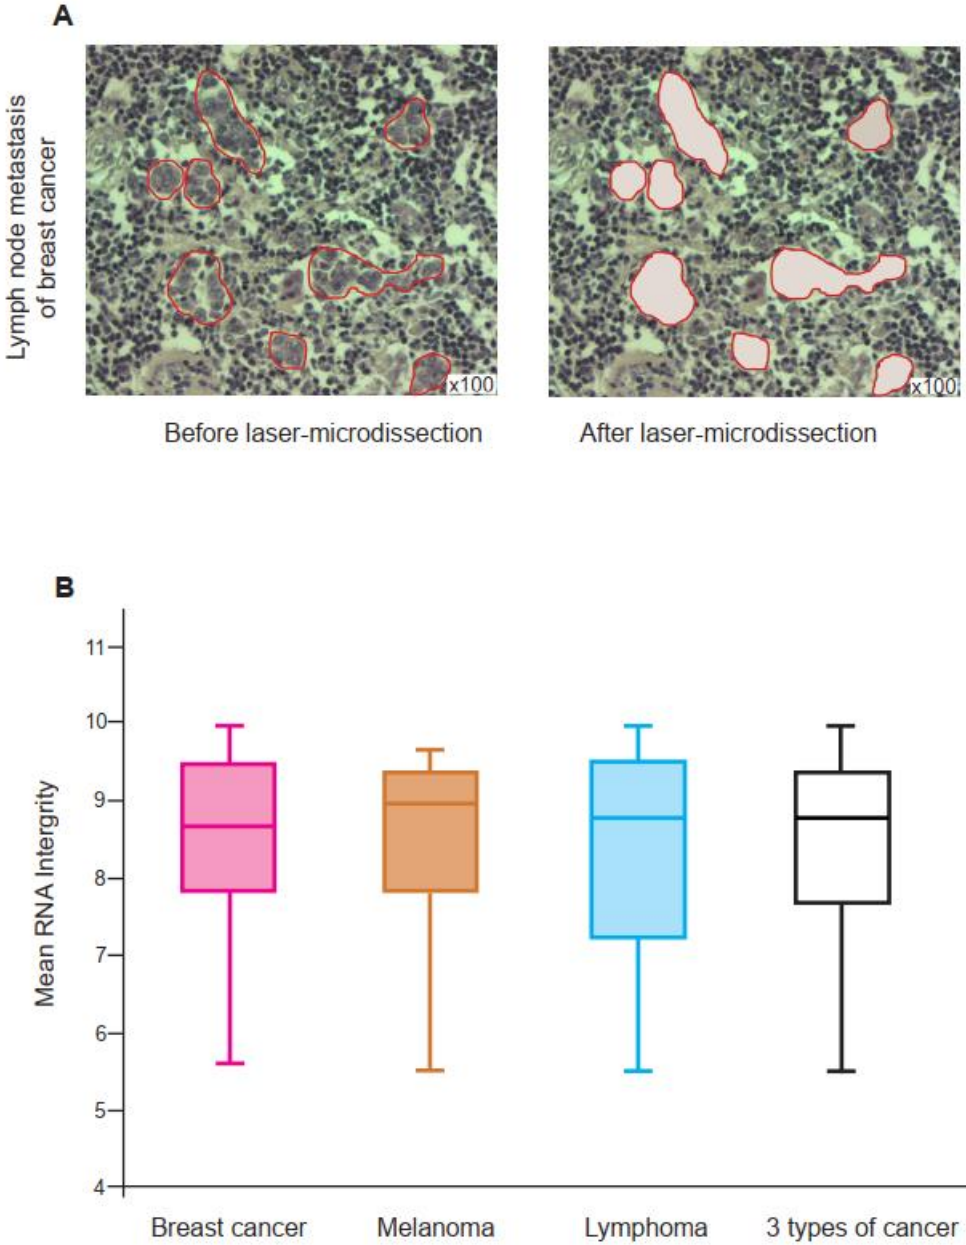 A
Lymph node metastasis
of breast cancer
x100
x100
Before laser-microdissection
After laser-microdissection
B
Mean RNA Intergrity
11
10
9
8
7
6
5
4
Breast cancer
Melanoma
Lymphoma
3 types of cancer